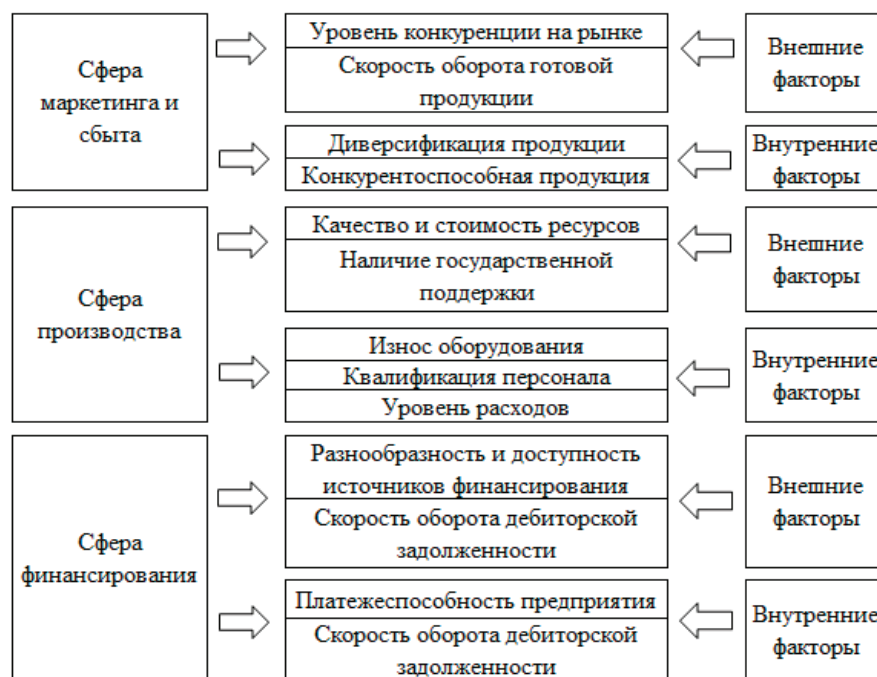 Сфера
маркетинга и
сбыта
Уровень конкуренции на рынке
Скорость оборота готовой
продукции
Внешние
факторы
Диверсификация продукции
Конкурентоспособная продукция
Внутренние
факторы
Сфера
производства
Качество и стоимость ресурсов
Наличие государственной
поддержки
Внешние
факторы
Износ оборудования
Квалификация персонала
Уровень расходов
Внутренние
факторы
Сфера
финансирования
Разнообразность и доступность
источников финансирования
Скорость оборота дебиторской
задолженности
Внешние
факторы
Платежеспособность предприятия
Скорость оборота дебиторской
задолженности
Внутренние
факторы